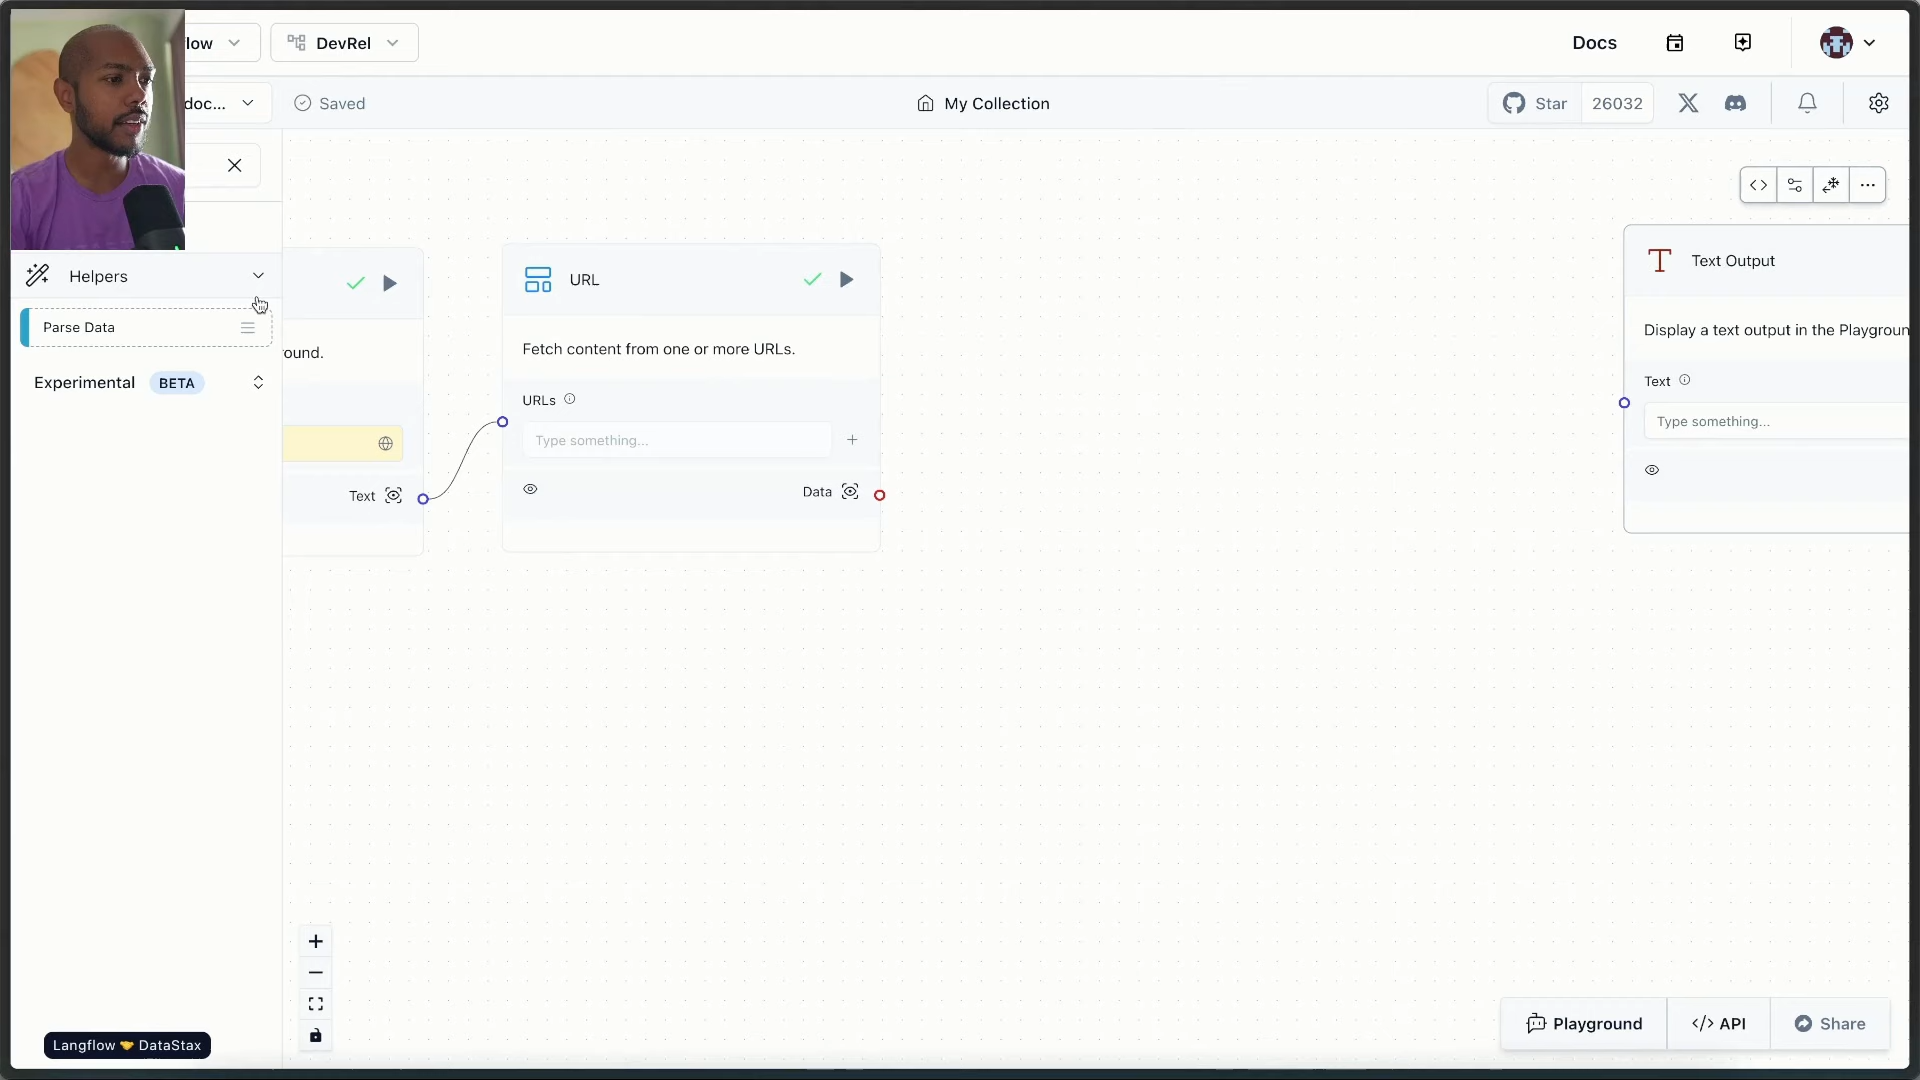 low
DevRel
Docs
doc...
Saved
My Collection
Star
26032
Helpers
Parse Data
Experimental
BETA
ound.
Text
URL
Fetch content from one or more URLs.
URLs
Type something...
Data
Text Output
Display a text output in the Playgroun
Text
Type something...
Langflow 🤝 DataStax
Playground
</> API
Share